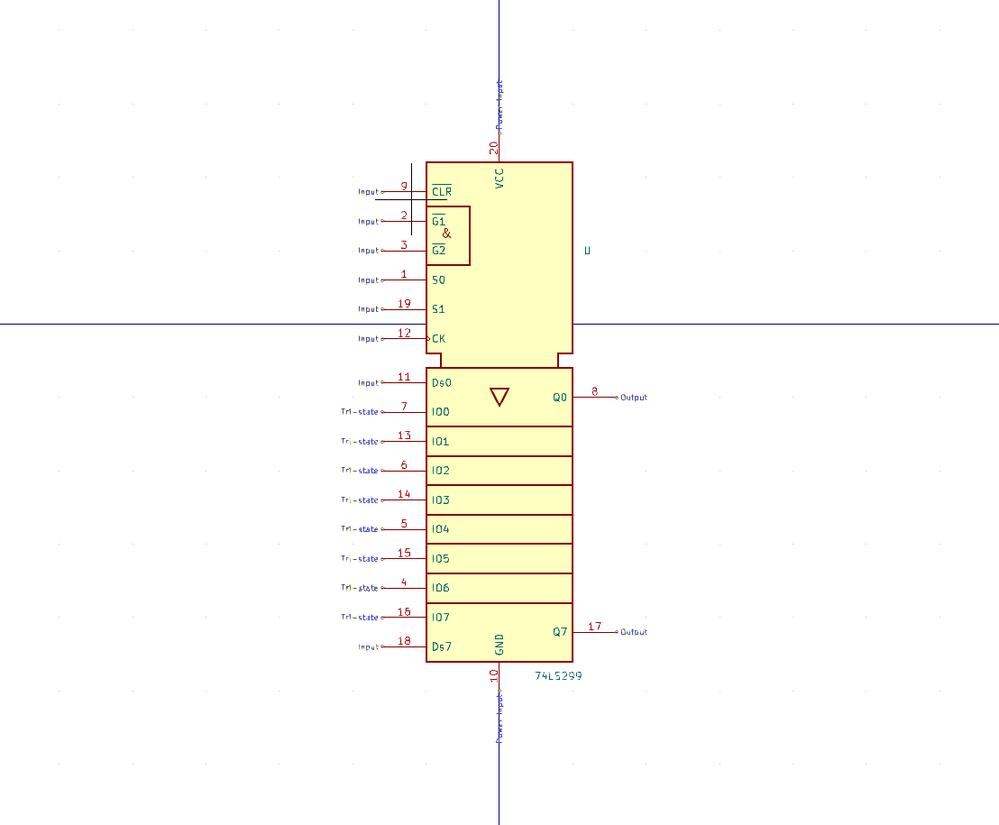 Power Input
20
VCC
Input 9 CLR
Input 2 G1
&
Input 3 G2
U
Input 1 S0
Input 19 S1
Input 12 CK
Input 11 Ds0
Q0 8 Output
Tri-state 7 IO0
Tri-state 13 IO1
Tri-state 6 IO2
Tri-state 14 IO3
Tri-state 5 IO4
Tri-state 15 IO5
Tri-state 4 IO6
Tri-state 16 IO7
Q7 17 Output
Input 18 Ds7
GND
10
74LS299
Power Input